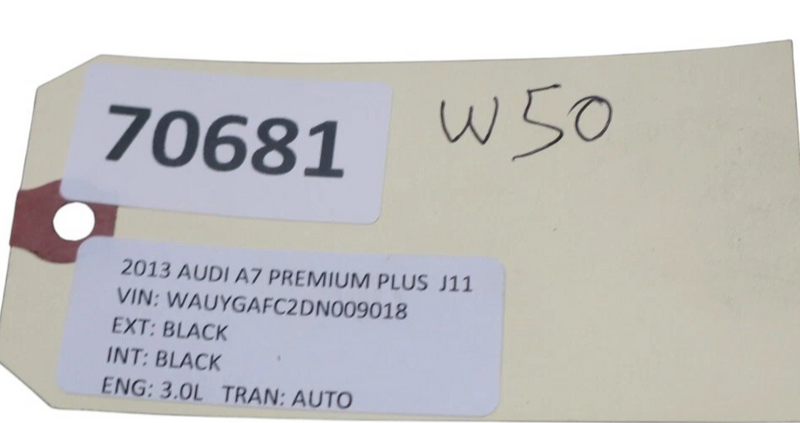 70681
W50
2013 AUDI A7 PREMIUM PLUS J11
VIN: WAUYGAFC2DN009018
EXT: BLACK
INT: BLACK
ENG: 3.0L TRAN: AUTO